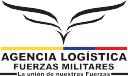 AGENCIA LOGÍSTICA
FUERZAS MILITARES
La unión de nuestras Fuerzas